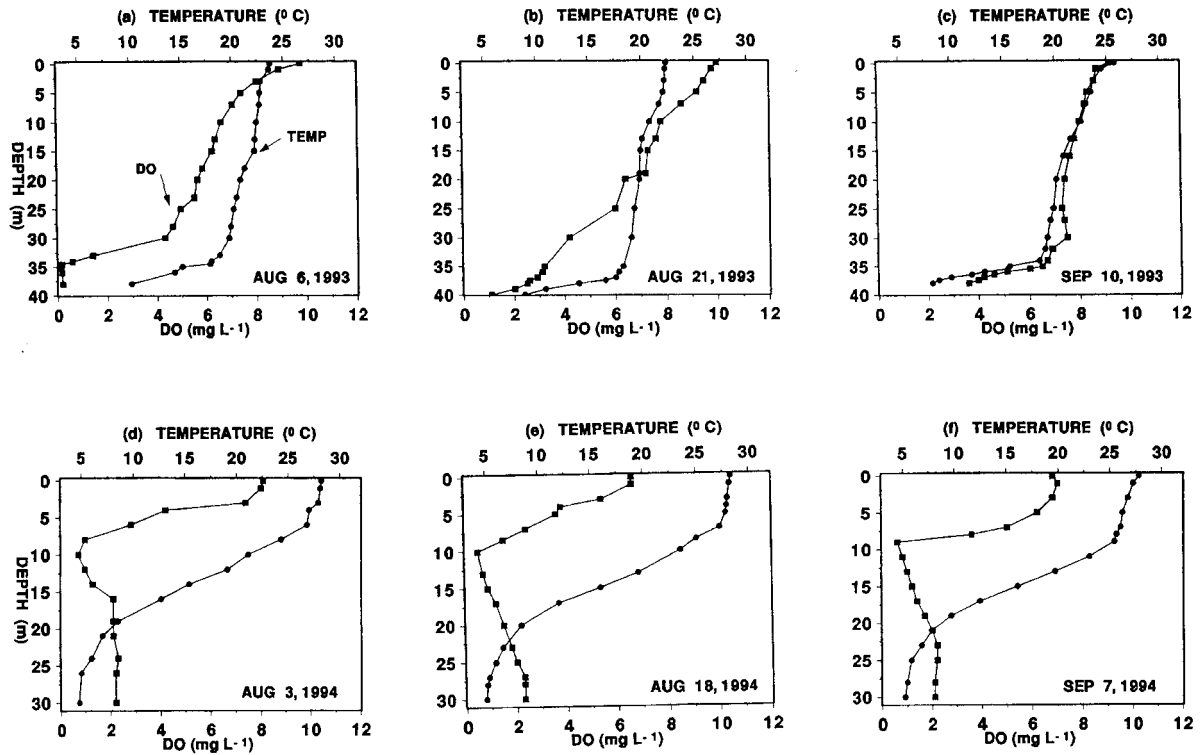 (a) TEMPERATURE (⁰ C)
5 10 15 20 25 30
0
5
10
15
20
25
30
35
40
DEPTH (m)
DO
TEMP
AUG 6, 1993
0 2 4 6 8 10 12
DO (mg L⁻¹)
(b) TEMPERATURE (⁰ C)
5 10 15 20 25 30
0
5
10
15
20
25
30
35
40
AUG 21, 1993
0 2 4 6 8 10 12
DO (mg L⁻¹)
(c) TEMPERATURE (⁰ C)
5 10 15 20 25 30
0
5
10
15
20
25
30
35
40
SEP 10, 1993
0 2 4 6 8 10 12
DO (mg L⁻¹)
(d) TEMPERATURE (⁰ C)
5 10 15 20 25 30
0
5
10
15
20
25
30
DEPTH (m)
AUG 3, 1994
0 2 4 6 8 10 12
DO (mg L⁻¹)
(e) TEMPERATURE (⁰ C)
5 10 15 20 25 30
0
5
10
15
20
25
30
AUG 18, 1994
0 2 4 6 8 10 12
DO (mg L⁻¹)
(f) TEMPERATURE (⁰ C)
5 10 15 20 25 30
0
5
10
15
20
25
30
SEP 7, 1994
0 2 4 6 8 10 12
DO (mg L⁻¹)